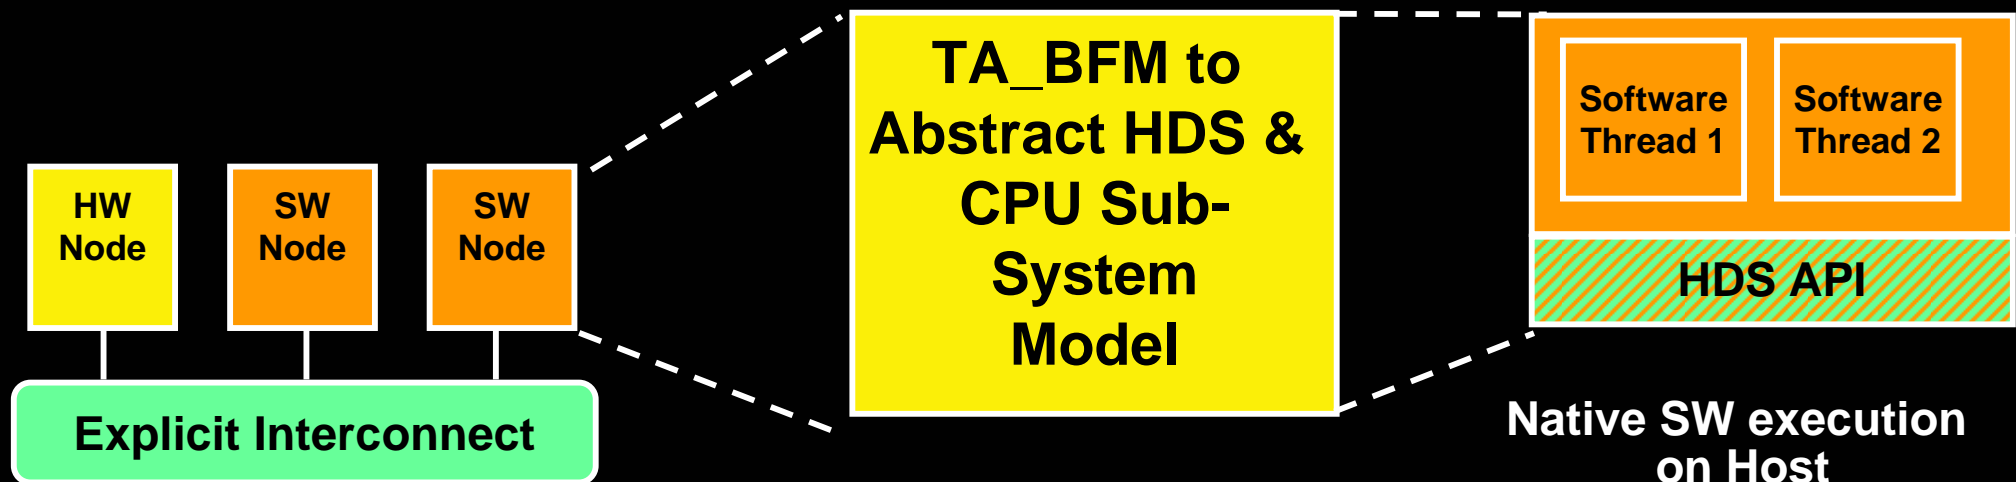 HW
Node
SW
Node
SW
Node
Explicit Interconnect
TA_BFM to
Abstract HDS &
CPU Sub-
System
Model
Software
Thread 1
Software
Thread 2
HDS API
Native SW execution
on Host